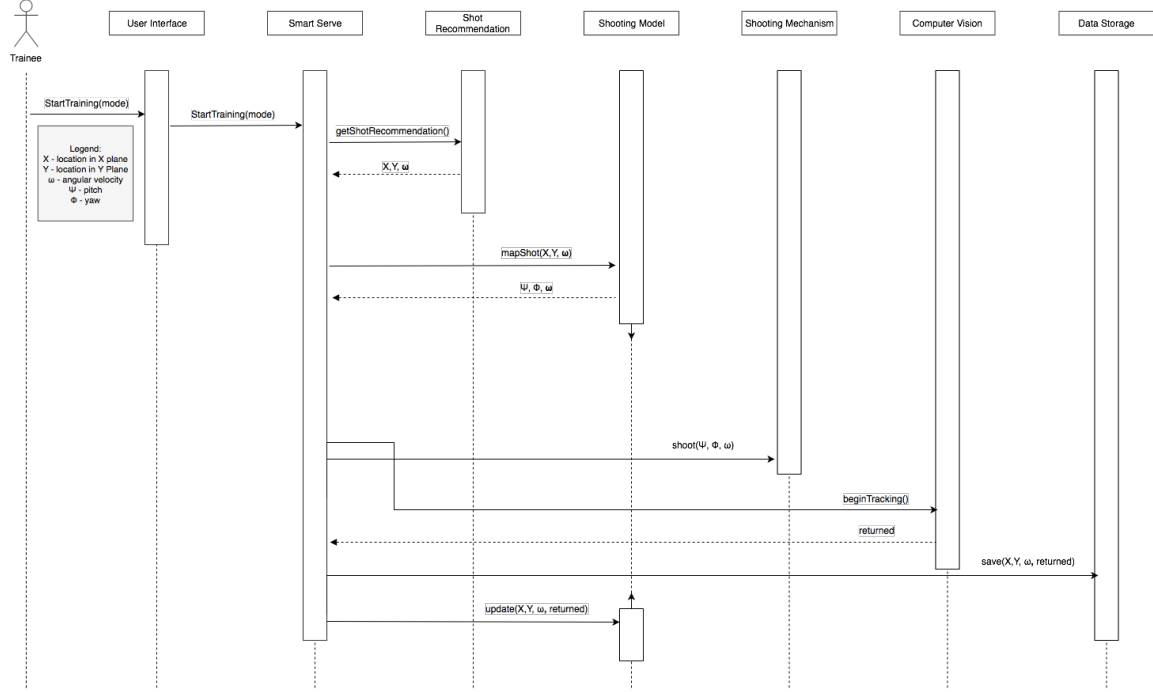 User Interface
Smart Serve
Shot
Recommendation
Shooting Model
Shooting Mechanism
Computer Vision
Data Storage
Trainee
StartTraining(mode)
StartTraining(mode)
getShotRecommendation()
Legend:
X - location in X plane
Y - location in Y Plane
ω - angular velocity
Ψ - pitch
Φ - yaw
X,Y, ω
mapShot(X,Y, ω)
Ψ, Φ, ω
shoot(Ψ, Φ, ω)
beginTracking()
returned
save(X,Y, ω, returned)
update(X,Y, ω, returned)